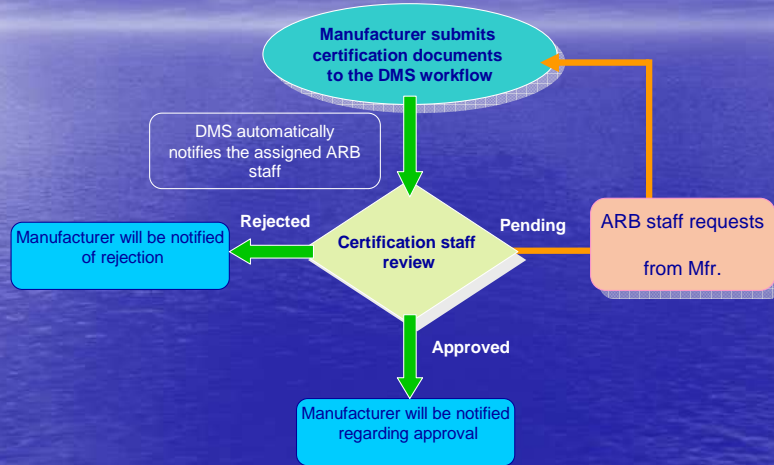 Manufacturer submits
certification documents
to the DMS workflow
DMS automatically
notifies the assigned ARB
staff
Rejected
Pending
ARB staff requests
from Mfr.
Manufacturer will be notified
of rejection
Certification staff
review
Approved
Manufacturer will be notified
regarding approval